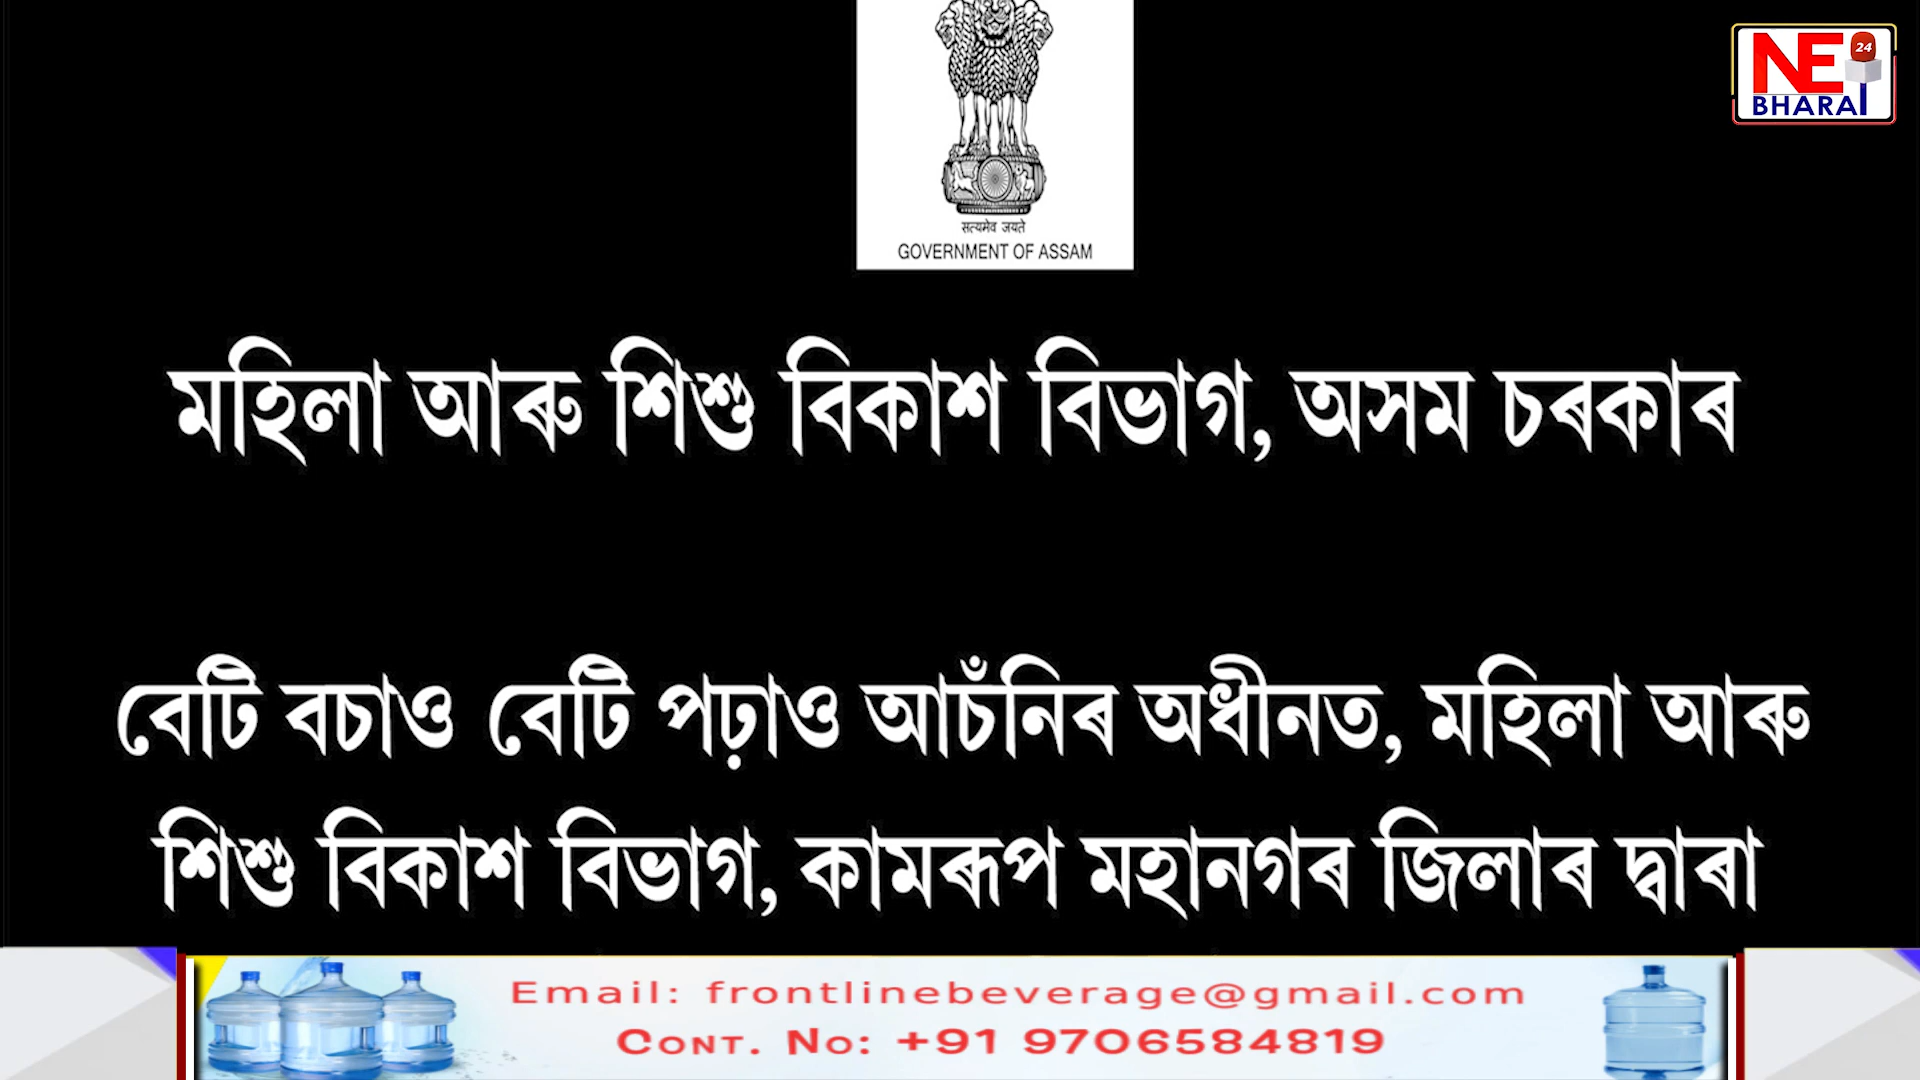 NE 24
BHARAT
सत्यमेव जयते
GOVERNMENT OF ASSAM
মহিলা আৰু শিশু বিকাশ বিভাগ, অসম চৰকাৰ
বেটি বচাও বেটি পঢ়াও আচঁনিৰ অধীনত, মহিলা আৰু
শিশু বিকাশ বিভাগ, কামৰূপ মহানগৰ জিলাৰ দ্বাৰা
Email: frontlinebeverage@gmail.com
CONT. NO: +91 9706584819